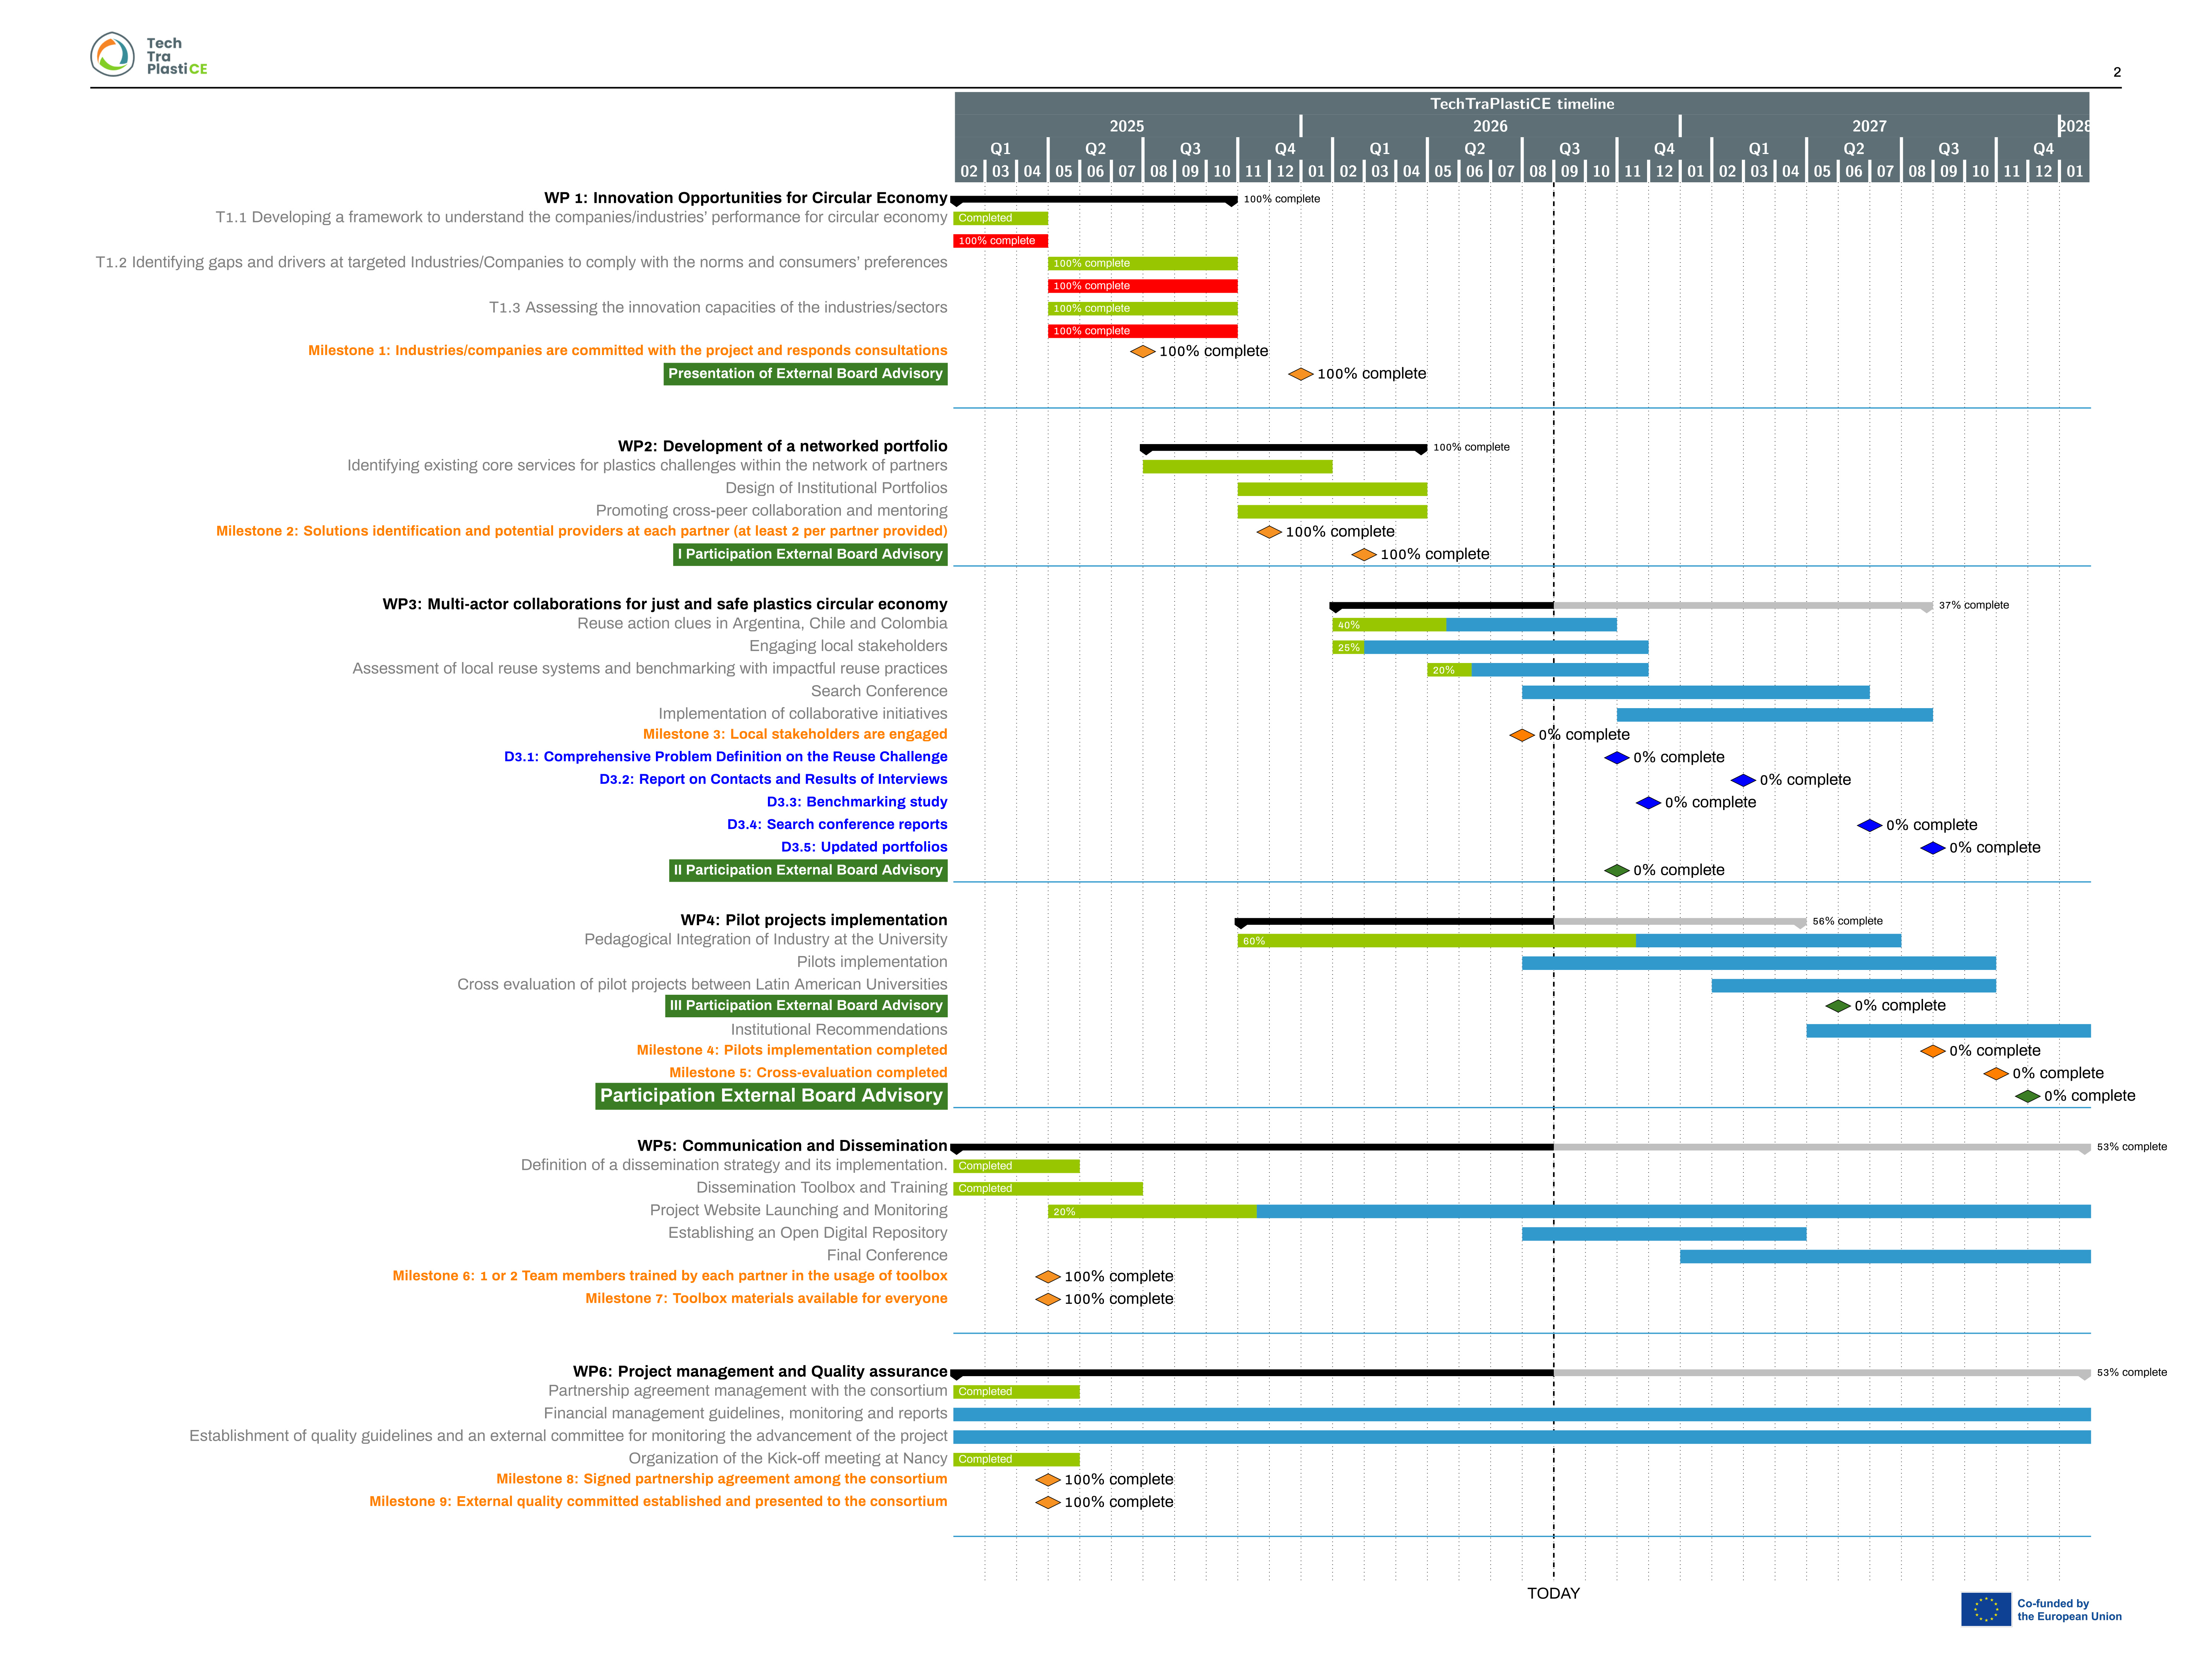 Tech
Tra
PlastiCE
2
TechTraPlastiCE timeline
2025 2026 2027 2028
Q1 Q2 Q3 Q4 Q1 Q2 Q3 Q4 Q1 Q2 Q3 Q4
02 03 04 05 06 07 08 09 10 11 12 01 02 03 04 05 06 07 08 09 10 11 12 01 02 03 04 05 06 07 08 09 10 11 12 01
WP 1: Innovation Opportunities for Circular Economy 100% complete
T1.1 Developing a framework to understand the companies/industries' performance for circular economy Completed
100% complete
T1.2 Identifying gaps and drivers at targeted Industries/Companies to comply with the norms and consumers' preferences 100% complete
100% complete
T1.3 Assessing the innovation capacities of the industries/sectors 100% complete
100% complete
Milestone 1: Industries/companies are committed with the project and responds consultations 100% complete
Presentation of External Board Advisory 100% complete
WP2: Development of a networked portfolio 100% complete
Identifying existing core services for plastics challenges within the network of partners
Design of Institutional Portfolios
Promoting cross-peer collaboration and mentoring
Milestone 2: Solutions identification and potential providers at each partner (at least 2 per partner provided) 100% complete
I Participation External Board Advisory 100% complete
WP3: Multi-actor collaborations for just and safe plastics circular economy 37% complete
Reuse action clues in Argentina, Chile and Colombia 40%
Engaging local stakeholders 25%
Assessment of local reuse systems and benchmarking with impactful reuse practices 20%
Search Conference
Implementation of collaborative initiatives
Milestone 3: Local stakeholders are engaged 0% complete
D3.1: Comprehensive Problem Definition on the Reuse Challenge 0% complete
D3.2: Report on Contacts and Results of Interviews 0% complete
D3.3: Benchmarking study 0% complete
D3.4: Search conference reports 0% complete
D3.5: Updated portfolios 0% complete
II Participation External Board Advisory 0% complete
WP4: Pilot projects implementation 56% complete
Pedagogical Integration of Industry at the University 60%
Pilots implementation
Cross evaluation of pilot projects between Latin American Universities
III Participation External Board Advisory 0% complete
Institutional Recommendations
Milestone 4: Pilots implementation completed 0% complete
Milestone 5: Cross-evaluation completed 0% complete
Participation External Board Advisory 0% complete
WP5: Communication and Dissemination 53% complete
Definition of a dissemination strategy and its implementation. Completed
Dissemination Toolbox and Training Completed
Project Website Launching and Monitoring 20%
Establishing an Open Digital Repository
Final Conference
Milestone 6: 1 or 2 Team members trained by each partner in the usage of toolbox 100% complete
Milestone 7: Toolbox materials available for everyone 100% complete
WP6: Project management and Quality assurance 53% complete
Partnership agreement management with the consortium Completed
Financial management guidelines, monitoring and reports
Establishment of quality guidelines and an external committee for monitoring the advancement of the project
Organization of the Kick-off meeting at Nancy Completed
Milestone 8: Signed partnership agreement among the consortium 100% complete
Milestone 9: External quality committed established and presented to the consortium 100% complete
TODAY
Co-funded by
the European Union